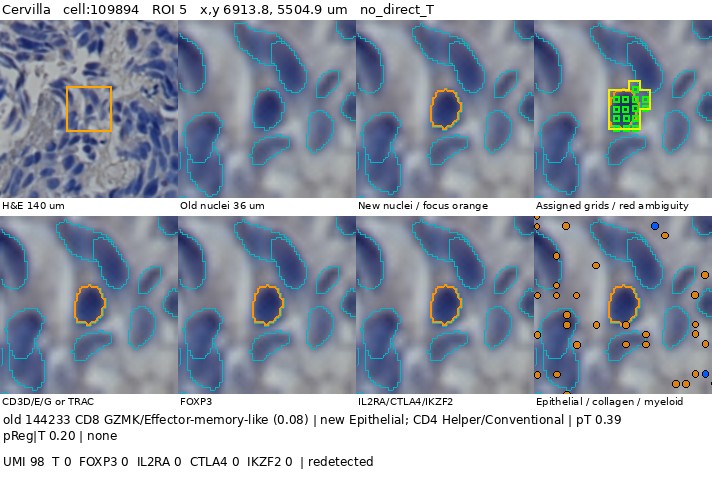 Cervilla cell:109894 ROI 5 x,y 6913.8, 5504.9 um no_direct_T
H&E 140 um
Old nuclei 36 um
New nuclei / focus orange
Assigned grids / red ambiguity
CD3D/E/G or TRAC
FOXP3
IL2RA/CTLA4/IKZF2
Epithelial / collagen / myeloid
old 144233 CD8 GZMK/Effector-memory-like (0.08) | new Epithelial; CD4 Helper/Conventional | pT 0.39
pReg|T 0.20 | none
UMI 98 T 0 FOXP3 0 IL2RA 0 CTLA4 0 IKZF2 0 | redetected